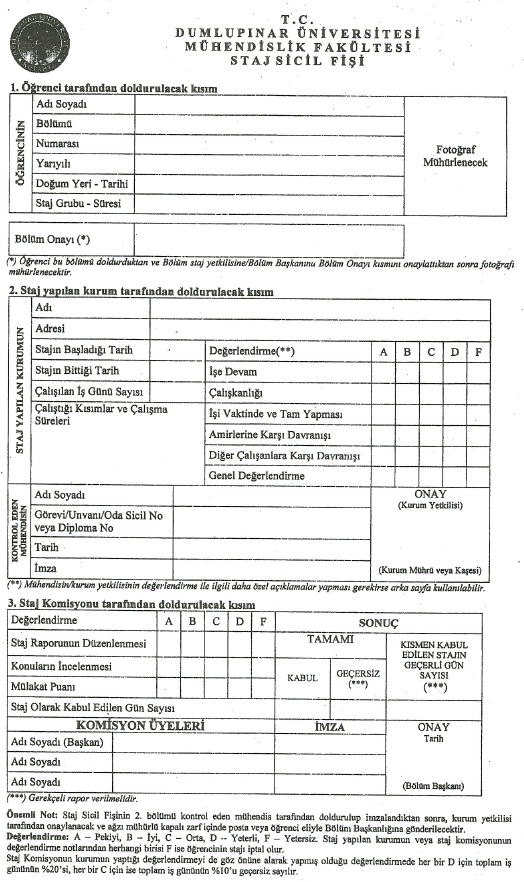 T.C.
DUMLUPINAR ÜNİVERSİTESİ
MÜHENDİSLİK FAKÜLTESİ
STAJ SİCİL FİŞİ
1. Öğrenci tarafından doldurulacak kısım
ÖĞRENCİNİN
Adı Soyadı
Bölümü
Numarası
Yarıyılı
Doğum Yeri - Tarihi
Staj Grubu - Süresi
Fotoğraf
Mühürlenecek
Bölüm Onayı (*)
(*) Öğrenci bu bölümü doldurduktan ve Bölüm staj yetkilisine/Bölüm Başkanını Bölüm Onayı kısmını onaylattıktan sonra fotoğrafı
mühürlenecektir.
2. Staj yapılan kurum tarafından doldurulacak kısım
STAJ YAPILAN KURUMUN
Adı
Adresi
Stajın Başladığı Tarih
Değerlendirme(**) A B C D F
Stajın Bittiği Tarih
İşe Devam
Çalışılan İş Günü Sayısı
Çalışkanlığı
Çalıştığı Kısımlar ve Çalışma
Süreleri
İşi Vaktinde ve Tam Yapması
Amirlerine Karşı Davranışı
Diğer Çalışanlara Karşı Davranışı
Genel Değerlendirme
KONTROL EDEN
MÜHENDİSİN
Adı Soyadı
Görevi/Unvanı/Oda Sicil No
veya Diploma No
Tarih
İmza
ONAY
(Kurum Yetkilisi)
(Kurum Mührü veya Kaşesi)
(**) Mühendisin/kurum yetkilisinin değerlendirme ile ilgili daha özel açıklamalar yapması gerekirse arka sayfa kullanılabilir.
3. Staj Komisyonu tarafından doldurulacak kısım
Değerlendirme A B C D F SONUÇ
Staj Raporunun Düzenlenmesi
Konuların İncelenmesi
Mülakat Puanı
TAMAMI
KABUL
GEÇERSİZ
(***)
KISMEN KABUL
EDİLEN STAJIN
GEÇERLİ GÜN
SAYISI
(***)
Staj Olarak Kabul Edilen Gün Sayısı
KOMİSYON ÜYELERİ İMZA ONAY
Tarih
Adı Soyadı (Başkan)
Adı Soyadı
Adı Soyadı
(Bölüm Başkanı)
(***) Gerekçeli rapor verilmelidir.
Önemli Not: Staj Sicil Fişinin 2. bölümü kontrol eden mühendis tarafından doldurulup imzalandıktan sonra, kurum yetkilisi
tarafından onaylanacak ve ağzı mühürlü kapalı zarf içinde posta veya öğrenci eliyle Bölüm Başkanlığına gönderilecektir.
Değerlendirme: A – Pekiyi, B – İyi, C – Orta, D -- Yeterli, F – Yetersiz. Staj yapılan kurumun veya staj komisyonunun
değerlendirme notlarından herhangi birisi F ise öğrencinin stajı iptal olur.
Staj Komisyonun kurumun yaptığı değerlendirmeyi de göz önüne alarak yapmış olduğu değerlendirmede her bir D için toplam iş
gününün %20'si, her bir C için ise toplam iş gününün %10'u geçersiz sayılır.